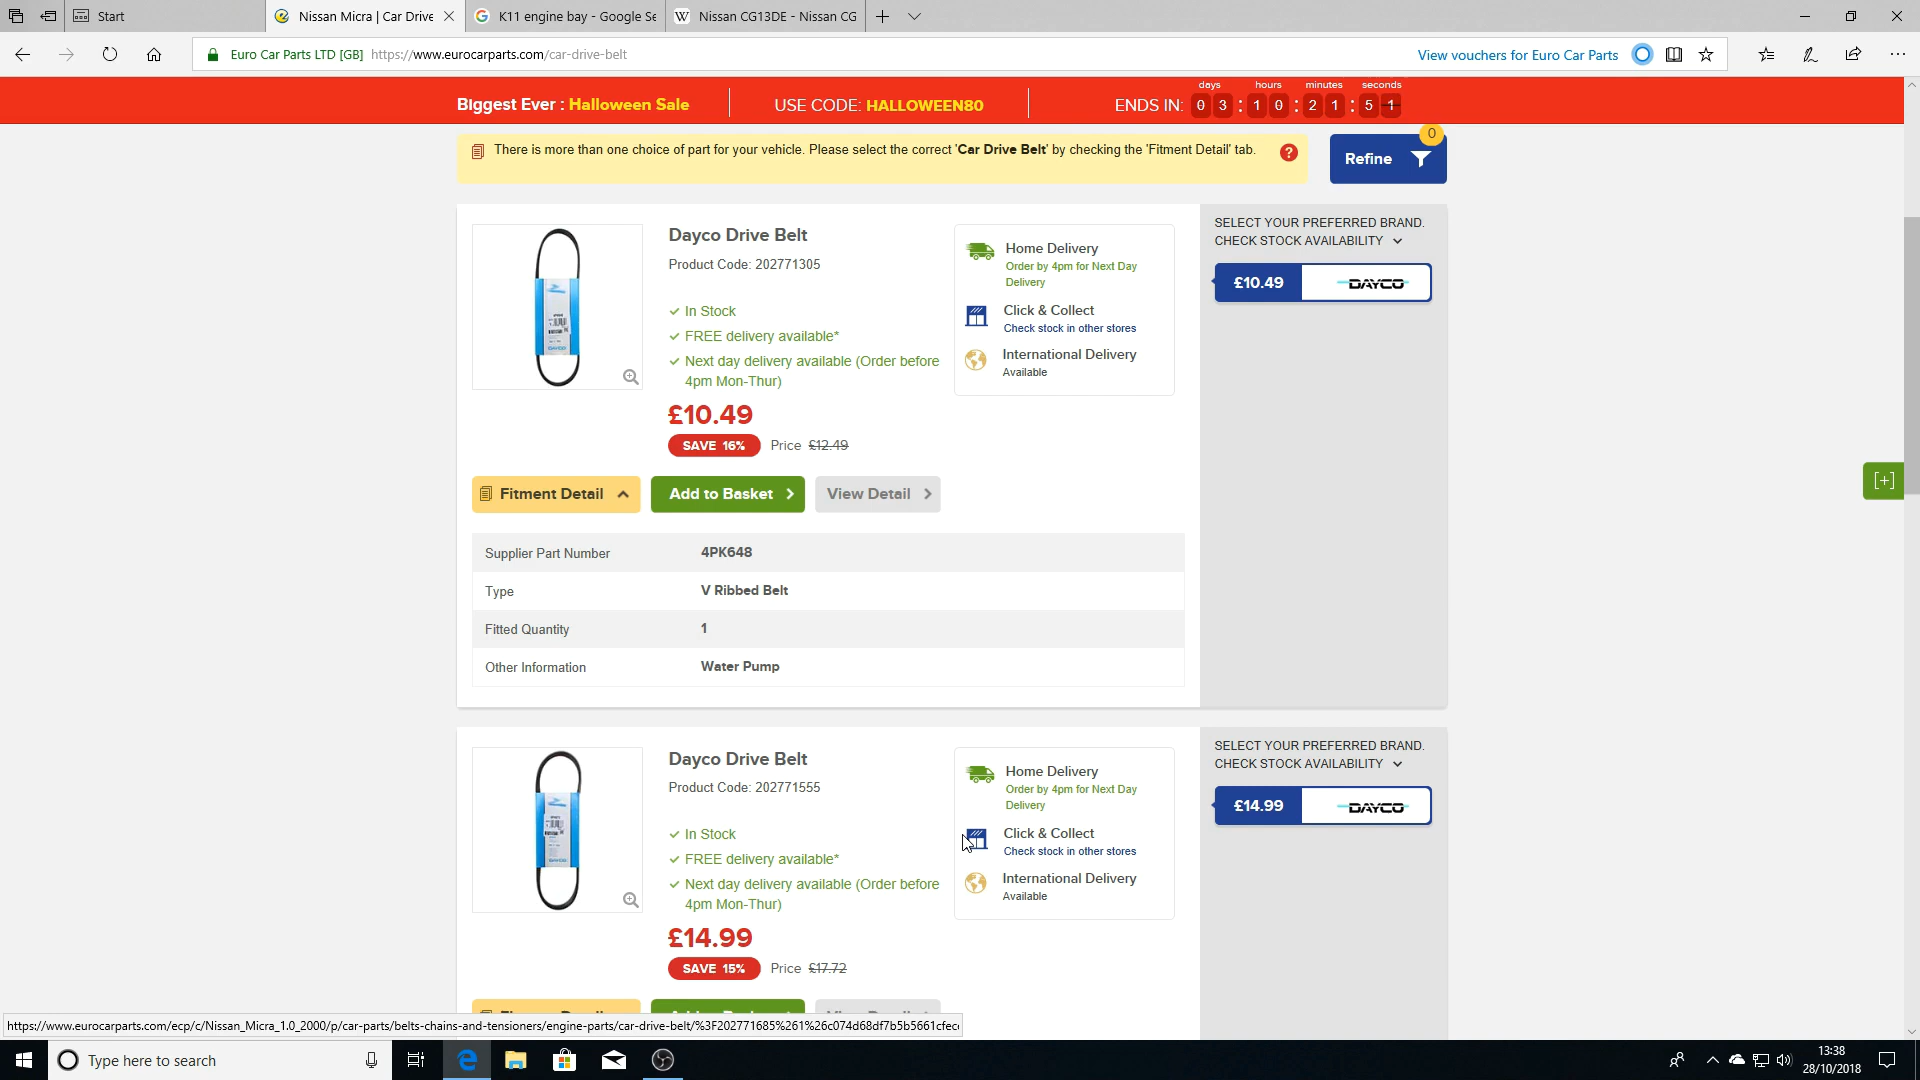 Start
Nissan Micra | Car Drive
K11 engine bay - Google Se
W Nissan CG13DE - Nissan CG
Euro Car Parts LTD [GB] https://www.eurocarparts.com/car-drive-belt
View vouchers for Euro Car Parts
Biggest Ever : Halloween Sale
USE CODE: HALLOWEEN80
days hours minutes seconds
ENDS IN: 0 3 : 1 0 : 2 1 : 5 1
There is more than one choice of part for your vehicle. Please select the correct 'Car Drive Belt' by checking the 'Fitment Detail' tab.
?
0
Refine
Dayco Drive Belt
Product Code: 202771305
In Stock
FREE delivery available*
Next day delivery available (Order before
4pm Mon-Thur)
£10.49
SAVE 16% Price £12.49
Home Delivery
Order by 4pm for Next Day
Delivery
Click & Collect
Check stock in other stores
International Delivery
Available
SELECT YOUR PREFERRED BRAND.
CHECK STOCK AVAILABILITY
£10.49 DAYCO
Fitment Detail
Add to Basket
View Detail
[+]
Supplier Part Number 4PK648
Type V Ribbed Belt
Fitted Quantity 1
Other Information Water Pump
Dayco Drive Belt
Product Code: 202771555
In Stock
FREE delivery available*
Next day delivery available (Order before
4pm Mon-Thur)
£14.99
SAVE 15% Price £17.72
Home Delivery
Order by 4pm for Next Day
Delivery
Click & Collect
Check stock in other stores
International Delivery
Available
SELECT YOUR PREFERRED BRAND.
CHECK STOCK AVAILABILITY
£14.99 DAYCO
https://www.eurocarparts.com/ecp/c/Nissan_Micra_1.0_2000/p/car-parts/belts-chains-and-tensioners/engine-parts/car-drive-belt/%3F202771685%261%26c074d68df7b5b5661cfec
Type here to search
13:38
28/10/2018